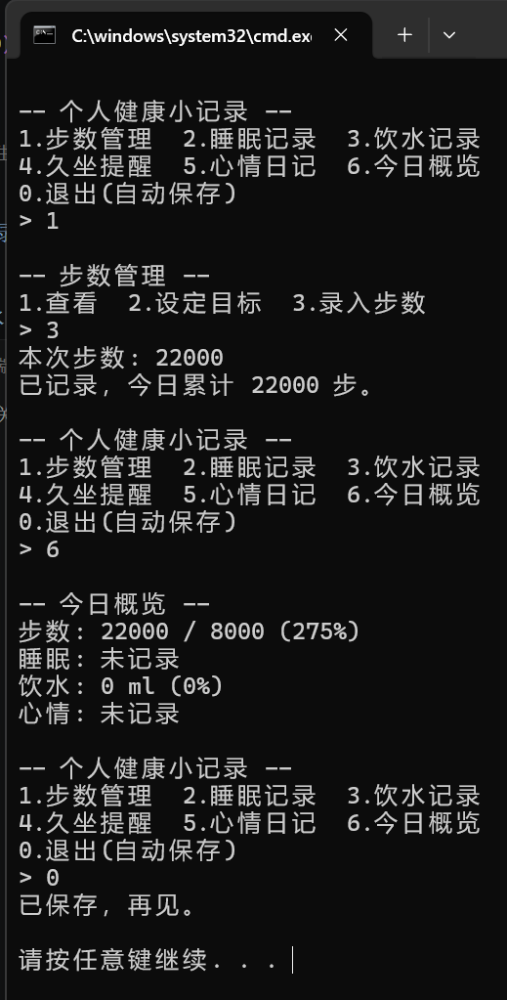 C:\windows\system32\cmd.exe
-- 个人健康小记录 --
1.步数管理  2.睡眠记录  3.饮水记录
4.久坐提醒  5.心情日记  6.今日概览
0.退出(自动保存)
> 1
-- 步数管理 --
1.查看  2.设定目标  3.录入步数
> 3
本次步数: 22000
已记录, 今日累计 22000 步。
-- 个人健康小记录 --
1.步数管理  2.睡眠记录  3.饮水记录
4.久坐提醒  5.心情日记  6.今日概览
0.退出(自动保存)
> 6
-- 今日概览 --
步数: 22000 / 8000 (275%)
睡眠: 未记录
饮水: 0 ml (0%)
心情: 未记录
-- 个人健康小记录 --
1.步数管理  2.睡眠记录  3.饮水记录
4.久坐提醒  5.心情日记  6.今日概览
0.退出(自动保存)
> 0
已保存, 再见。
请按任意键继续. . .